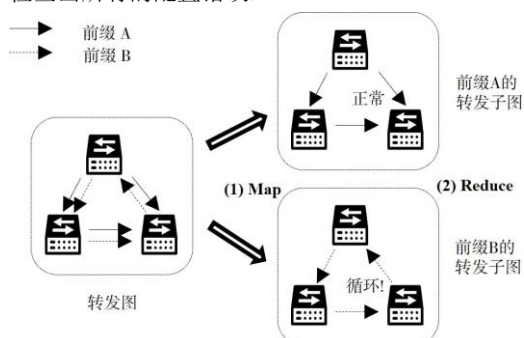 前缀 A
前缀 B
转发图
(1) Map
正常
前缀A的
转发子图
(2) Reduce
循环!
前缀B的
转发子图